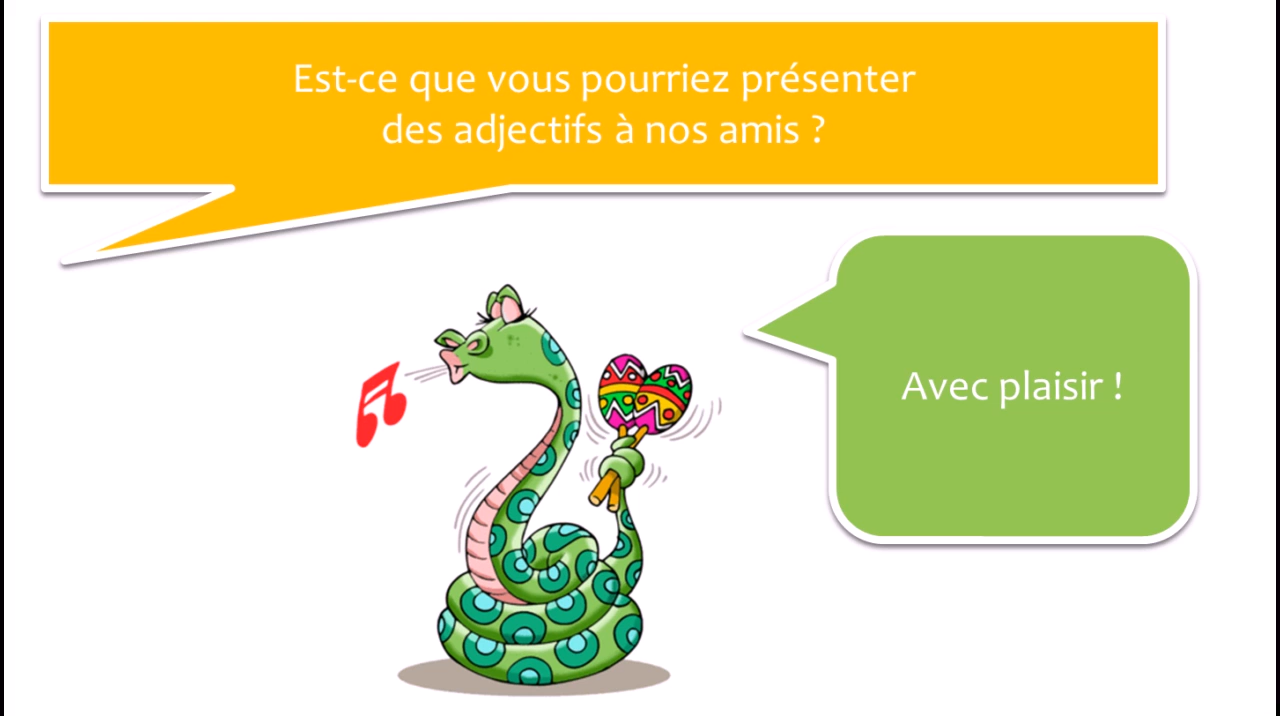 Est-ce que vous pourriez présenter
des adjectifs à nos amis ?
Avec plaisir !